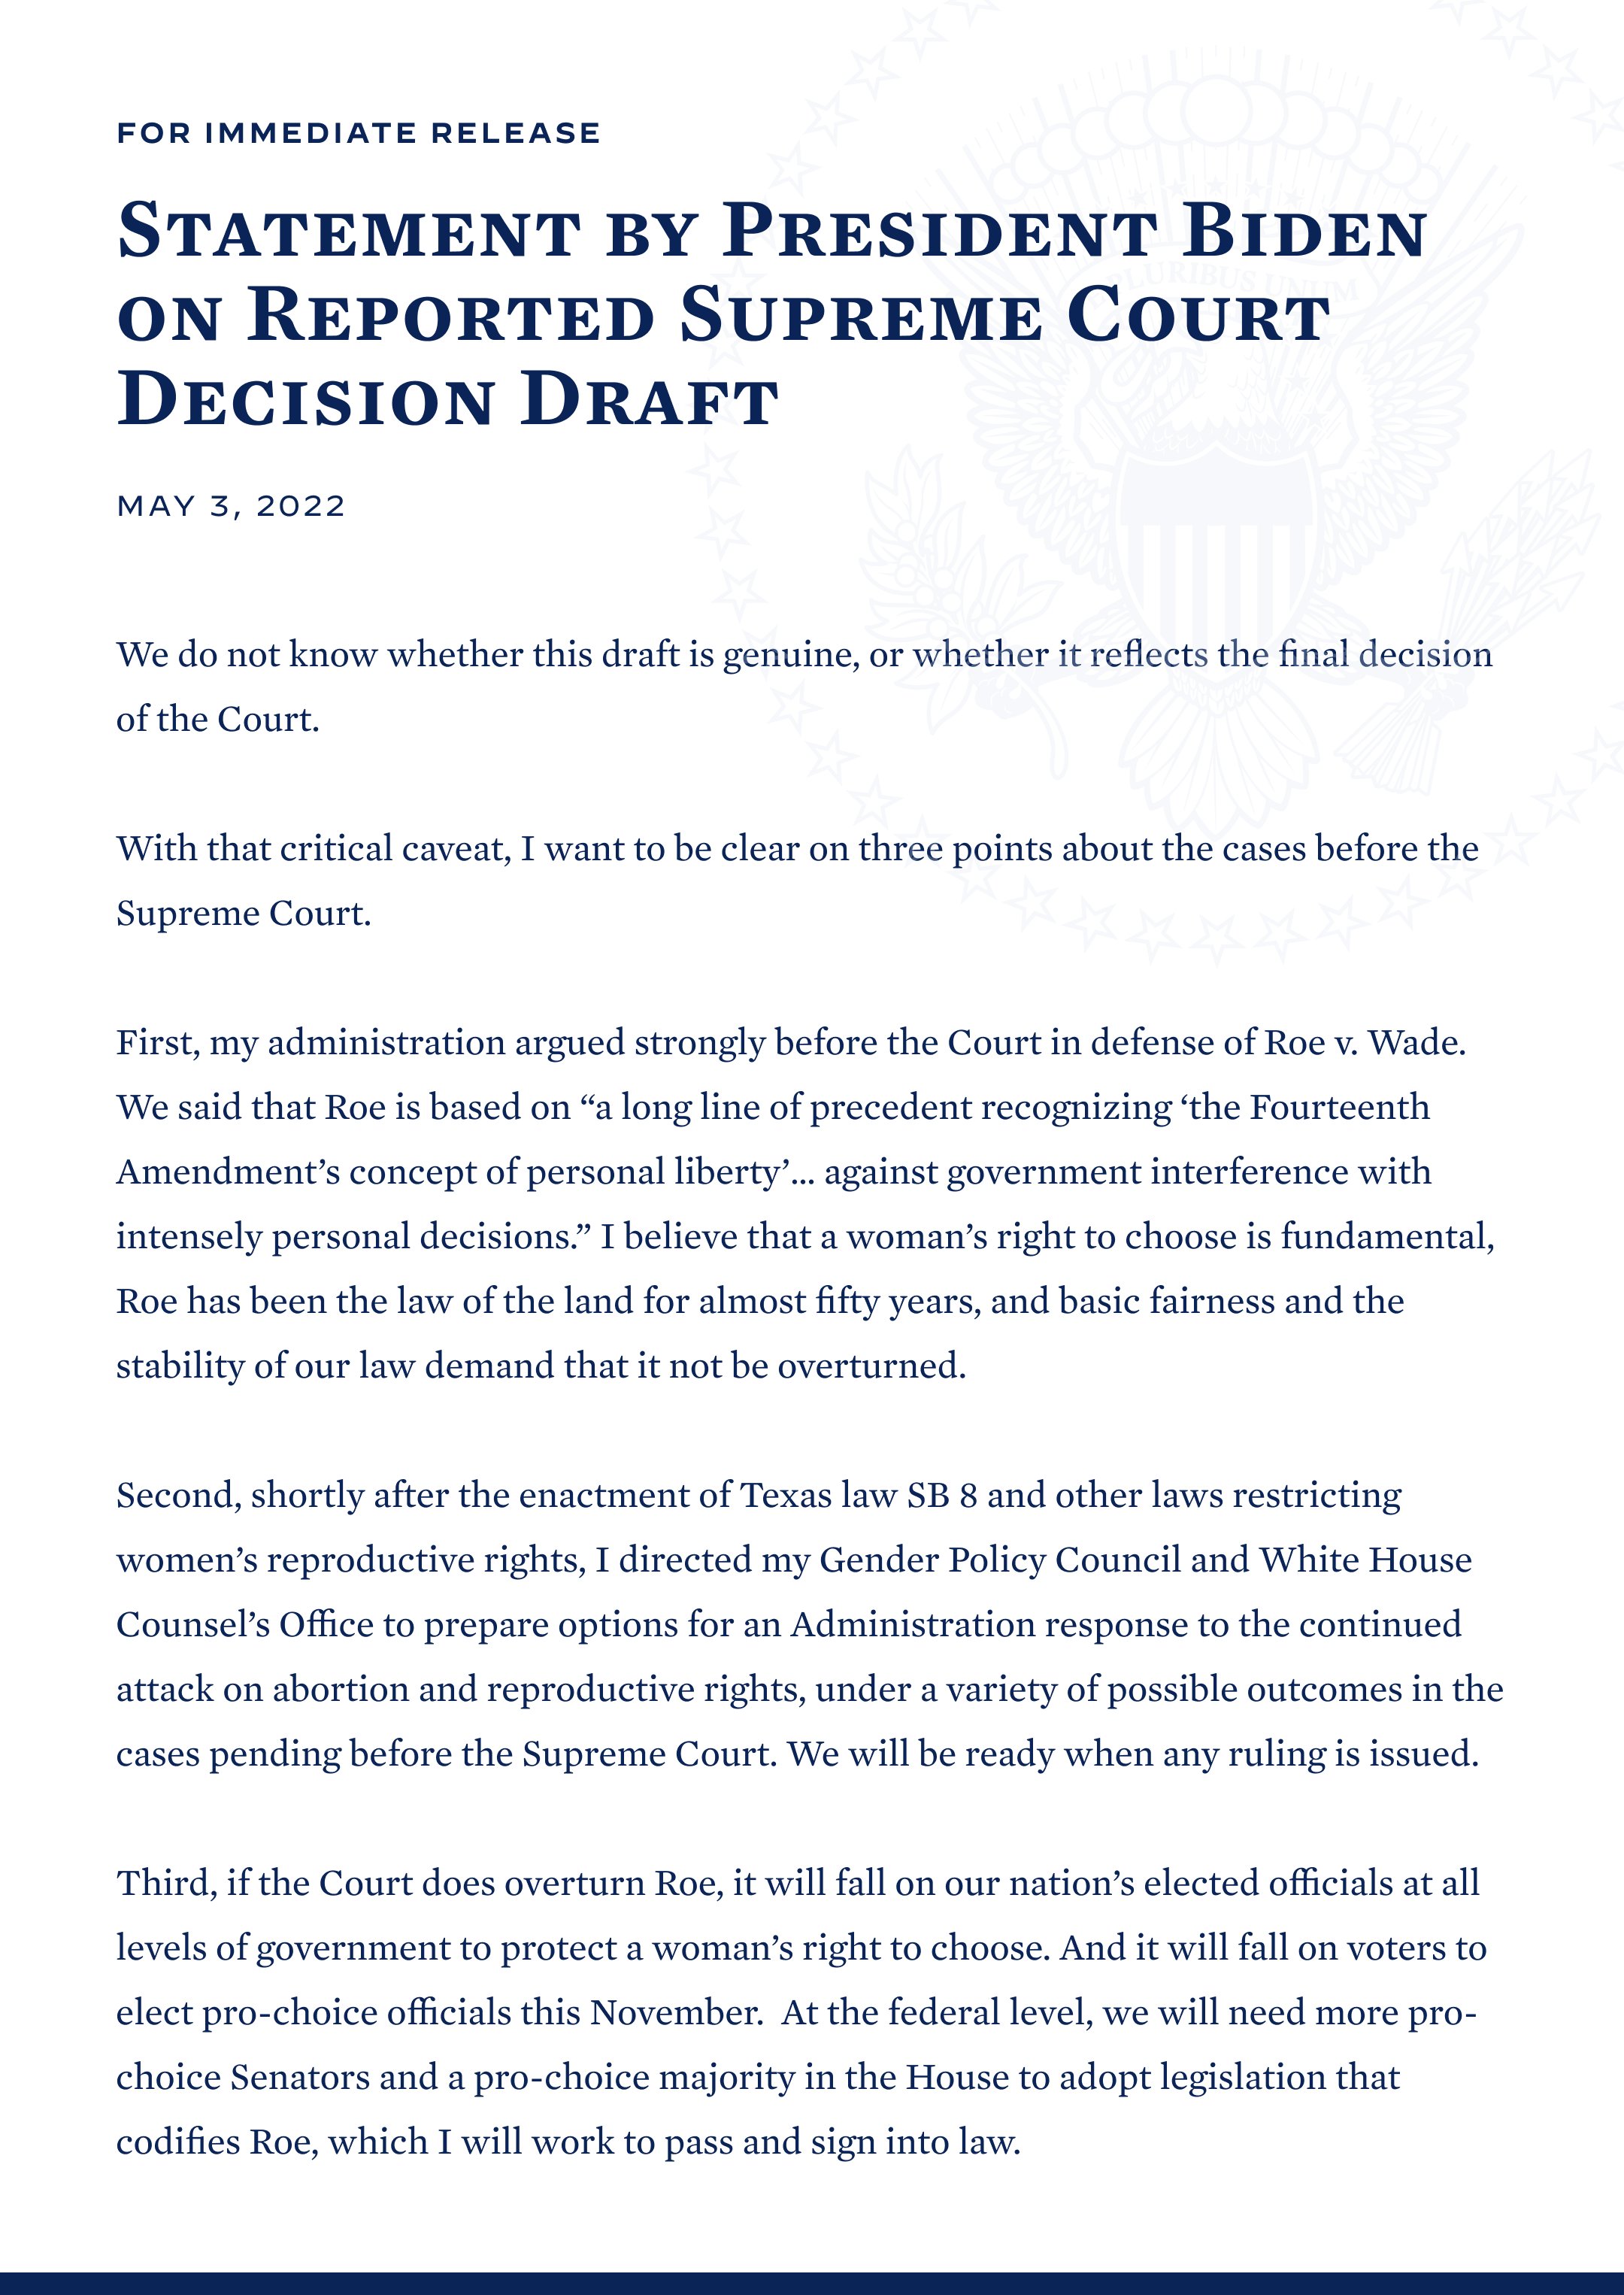 FOR IMMEDIATE RELEASE
STATEMENT BY PRESIDENT BIDEN
ON REPORTED SUPREME COURT
DECISION DRAFT
MAY 3, 2022
PLURIBUS UNUM
We do not know whether this draft is genuine, or whether it reflects the final decision
of the Court.
With that critical caveat, I want to be clear on three points about the cases before the
Supreme Court.
First, my administration argued strongly before the Court in defense of Roe v. Wade.
We said that Roe is based on “a long line of precedent recognizing ‘the Fourteenth
Amendment’s concept of personal liberty’... against government interference with
intensely personal decisions.” I believe that a woman’s right to choose is fundamental,
Roe has been the law of the land for almost fifty years, and basic fairness and the
stability of our law demand that it not be overturned.
Second, shortly after the enactment of Texas law SB 8 and other laws restricting
women’s reproductive rights, I directed my Gender Policy Council and White House
Counsel’s Office to prepare options for an Administration response to the continued
attack on abortion and reproductive rights, under a variety of possible outcomes in the
cases pending before the Supreme Court. We will be ready when any ruling is issued.
Third, if the Court does overturn Roe, it will fall on our nation’s elected officials at all
levels of government to protect a woman’s right to choose. And it will fall on voters to
elect pro-choice officials this November.  At the federal level, we will need more pro-
choice Senators and a pro-choice majority in the House to adopt legislation that
codifies Roe, which I will work to pass and sign into law.